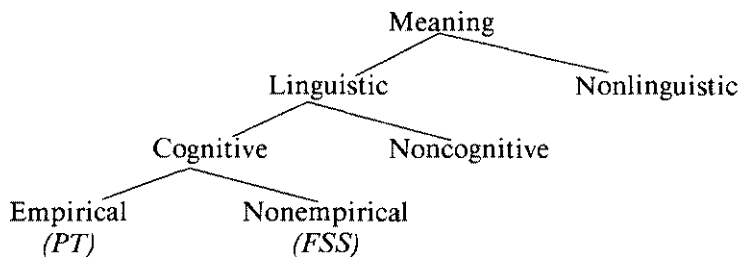 Meaning
Linguistic Nonlinguistic
Cognitive Noncognitive
Empirical Nonempirical
(PT) (FSS)